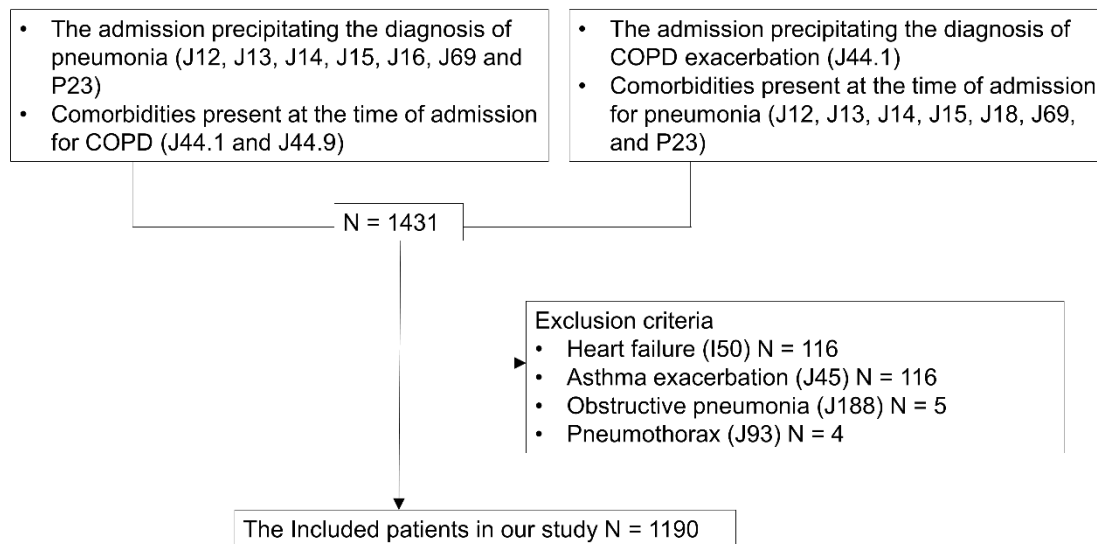 • The admission precipitating the diagnosis of
pneumonia (J12, J13, J14, J15, J16, J69 and
P23)
• Comorbidities present at the time of admission
for COPD (J44.1 and J44.9)
• The admission precipitating the diagnosis of
COPD exacerbation (J44.1)
• Comorbidities present at the time of admission
for pneumonia (J12, J13, J14, J15, J18, J69,
and P23)
N = 1431
Exclusion criteria
• Heart failure (I50) N = 116
• Asthma exacerbation (J45) N = 116
• Obstructive pneumonia (J188) N = 5
• Pneumothorax (J93) N = 4
The Included patients in our study N = 1190